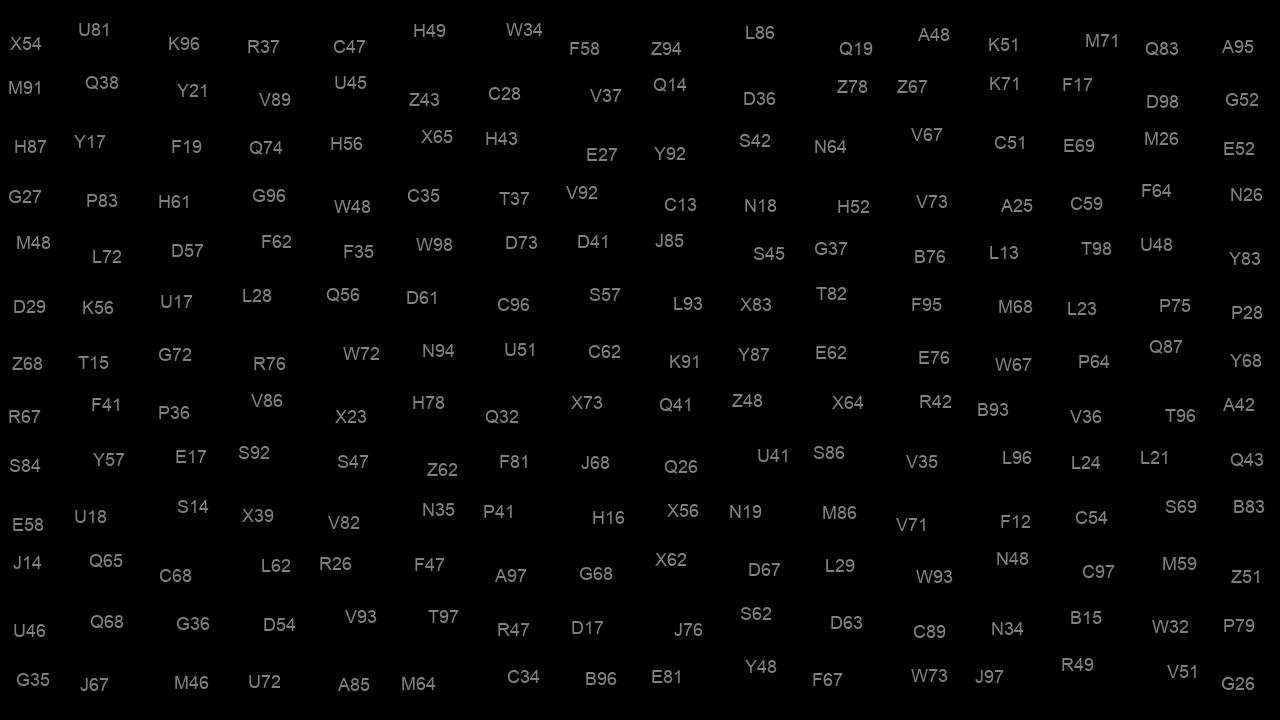 X54 U81 K96 R37 C47 H49 W34 F58 Z94 L86 Q19 A48 K51 M71 Q83 A95
M91 Q38 Y21 V89 U45 Z43 C28 V37 Q14 D36 Z78 Z67 K71 F17 D98 G52
H87 Y17 F19 Q74 H56 X65 H43 E27 Y92 S42 N64 V67 C51 E69 M26 E52
G27 P83 H61 G96 W48 C35 T37 V92 C13 N18 H52 V73 A25 C59 F64 N26
M48 L72 D57 F62 F35 W98 D73 D41 J85 S45 G37 B76 L13 T98 U48 Y83
D29 K56 U17 L28 Q56 D61 C96 S57 L93 X83 T82 F95 M68 L23 P75 P28
Z68 T15 G72 R76 W72 N94 U51 C62 K91 Y87 E62 E76 W67 P64 Q87 Y68
R67 F41 P36 V86 X23 H78 Q32 X73 Q41 Z48 X64 R42 B93 V36 T96 A42
S84 Y57 E17 S92 S47 Z62 F81 J68 Q26 U41 S86 V35 L96 L24 L21 Q43
E58 U18 S14 X39 V82 N35 P41 H16 X56 N19 M86 V71 F12 C54 S69 B83
J14 Q65 C68 L62 R26 F47 A97 G68 X62 D67 L29 W93 N48 C97 M59 Z51
U46 Q68 G36 D54 V93 T97 R47 D17 J76 S62 D63 C89 N34 B15 W32 P79
G35 J67 M46 U72 A85 M64 C34 B96 E81 Y48 F67 W73 J97 R49 V51 G26